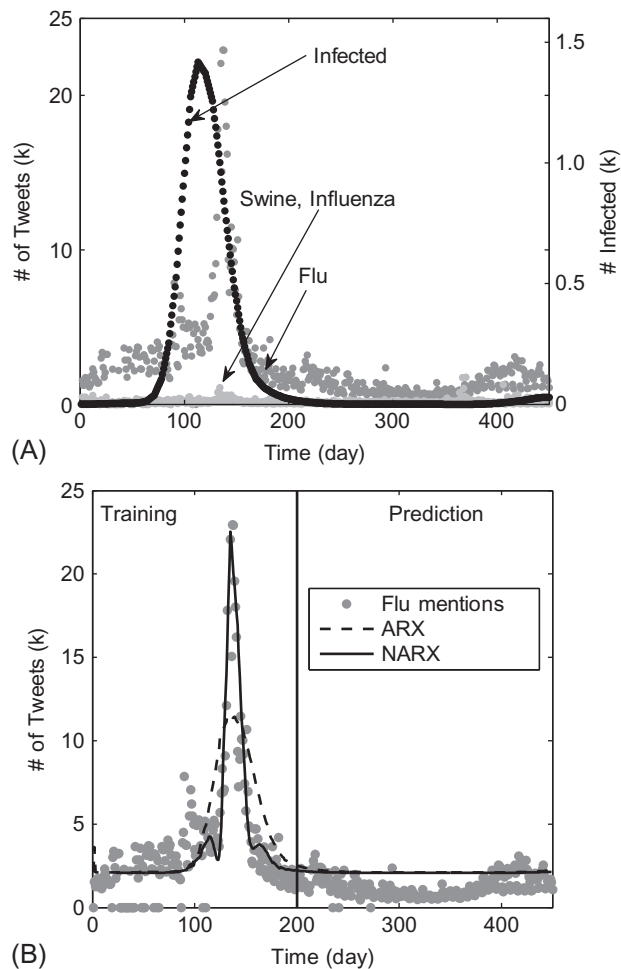 25
20
10
5
0
# of Tweets (k)
Infected
Swine, Influenza
Flu
1.5
1.0
0.5
0
# Infected (k)
0
100
200
400
Time (day)
(A)
25
22
15
10
5
0
# of Tweets (k)
Training
Prediction
Flu mentions
ARX
NARX
0
100
200
300
400
Time (day)
(B)